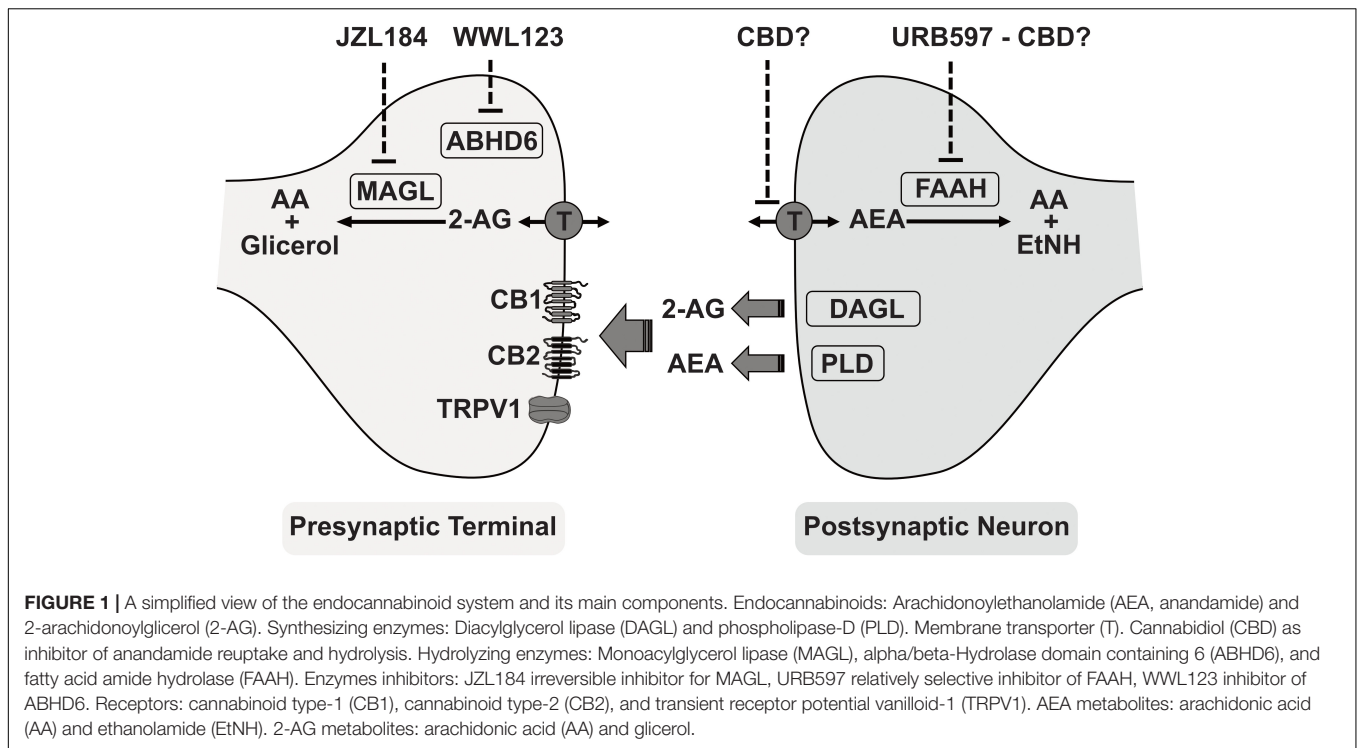 JZL184 WWL123 CBD? URB597 - CBD?
ABHD6
MAGL FAAH
AA AA
+ 2-AG T T AEA +
Glicerol EtNH
CB1 2-AG DAGL
CB2 AEA PLD
TRPV1
Presynaptic Terminal Postsynaptic Neuron
FIGURE 1 | A simplified view of the endocannabinoid system and its main components. Endocannabinoids: Arachidonoylethanolamide (AEA, anandamide) and
2-arachidonoylglicerol (2-AG). Synthesizing enzymes: Diacylglycerol lipase (DAGL) and phospholipase-D (PLD). Membrane transporter (T). Cannabidiol (CBD) as
inhibitor of anandamide reuptake and hydrolysis. Hydrolyzing enzymes: Monoacylglycerol lipase (MAGL), alpha/beta-Hydrolase domain containing 6 (ABHD6), and
fatty acid amide hydrolase (FAAH). Enzymes inhibitors: JZL184 irreversible inhibitor for MAGL, URB597 relatively selective inhibitor of FAAH, WWL123 inhibitor of
ABHD6. Receptors: cannabinoid type-1 (CB1), cannabinoid type-2 (CB2), and transient receptor potential vanilloid-1 (TRPV1). AEA metabolites: arachidonic acid
(AA) and ethanolamide (EtNH). 2-AG metabolites: arachidonic acid (AA) and glicerol.